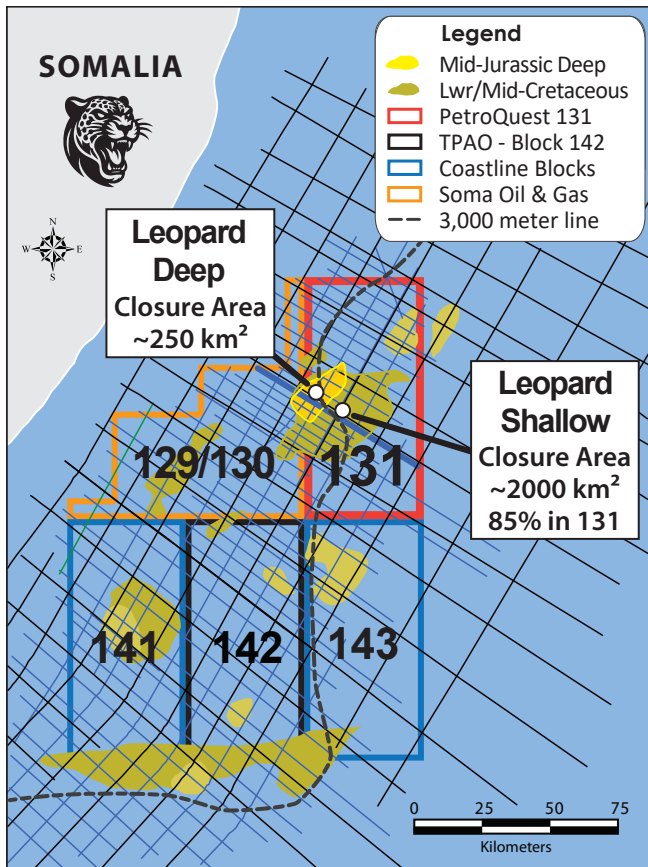 SOMALIA
Legend
Mid-Jurassic Deep
Lwr/Mid-Cretaceous
PetroQuest 131
TPAO - Block 142
Coastline Blocks
Soma Oil & Gas
3,000 meter line
N
W E
S
Leopard
Deep
Closure Area
~250 km²
Leopard
Shallow
Closure Area
~2000 km²
85% in 131
129/130
131
141
142
143
0 25 50 75
Kilometers